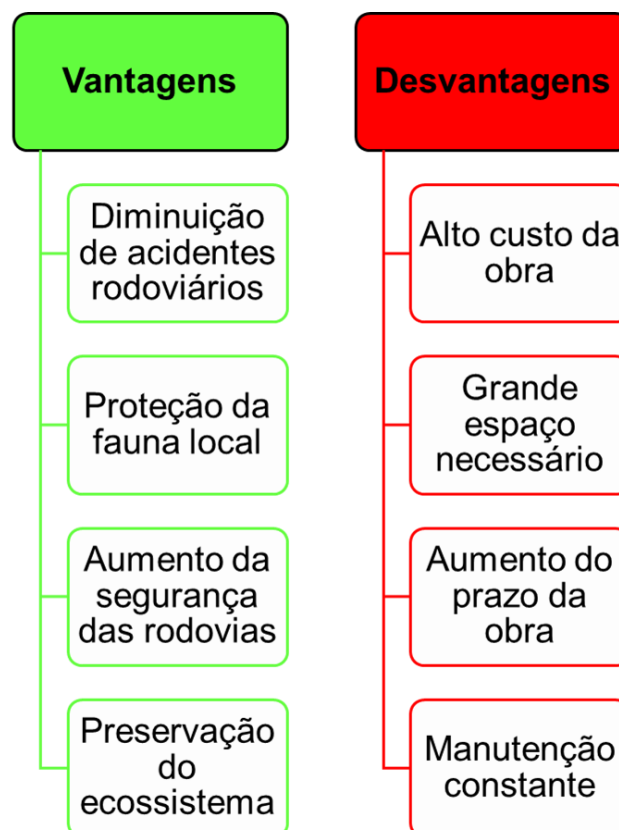 Vantagens
Diminuição
de acidentes
rodoviários
Proteção da
fauna local
Aumento da
segurança
das rodovias
Preservação
do
ecossistema
Desvantagens
Alto custo da
obra
Grande
espaço
necessário
Aumento do
prazo da
obra
Manutenção
constante